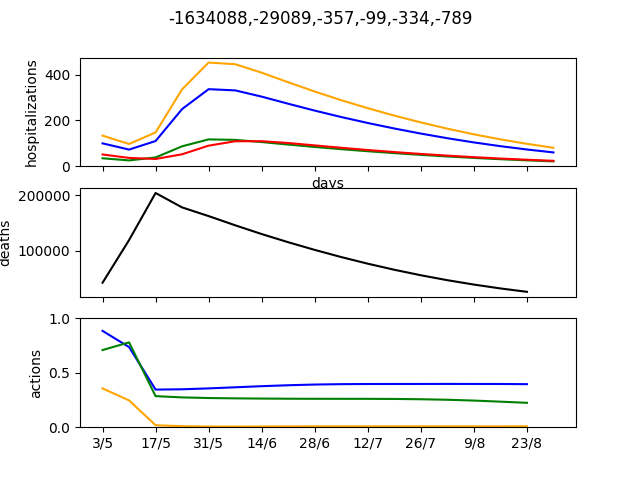 -1634088,-29089,-357,-99,-334,-789
hospitalizations
400
200
0
days
deaths
200000
100000
actions
1.0
0.5
0.0
3/5 17/5 31/5 14/6 28/6 12/7 26/7 9/8 23/8